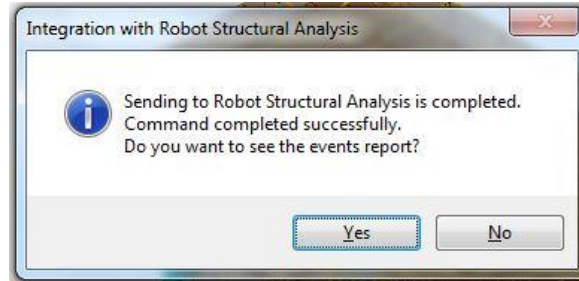 Integration with Robot Structural Analysis
Sending to Robot Structural Analysis is completed.
Command completed successfully.
Do you want to see the events report?
Yes
No